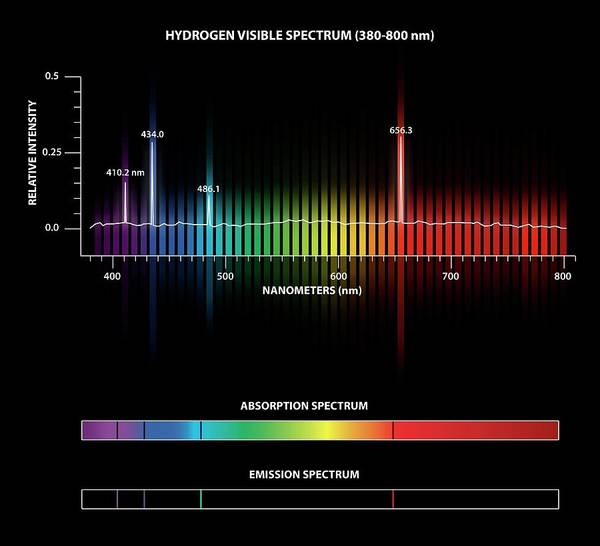 HYDROGEN VISIBLE SPECTRUM (380-800 nm)
0.5
RELATIVE INTENSITY
656.3
434.0
0.25
410.2 nm
486.1
0.0
400 500 600 700 800
NANOMETERS (nm)
ABSORPTION SPECTRUM
EMISSION SPECTRUM